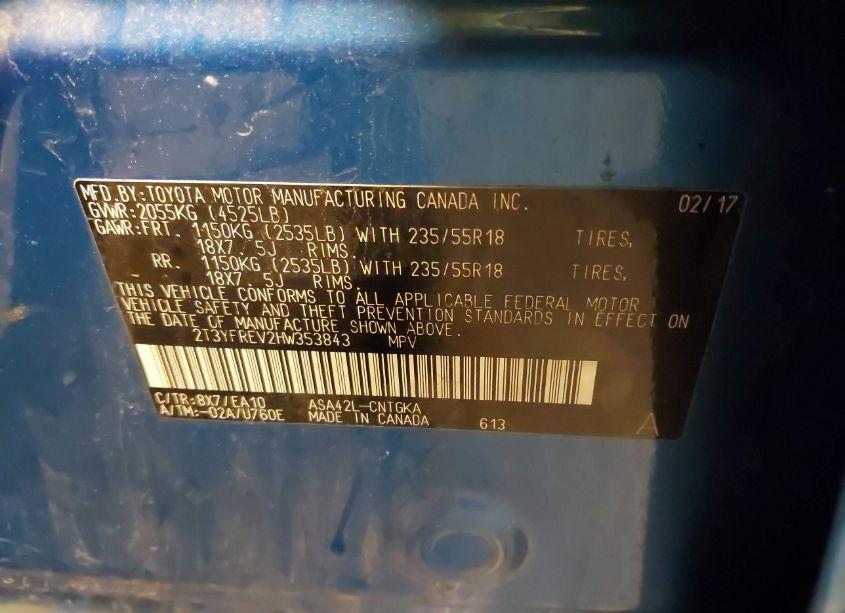 MFD.BY:TOYOTA MOTOR MANUFACTURING CANADA INC. 02/17
GVWR:2055KG (4525LB)
GAWR:FRT. 1150KG (2535LB) WITH 235/55R18 TIRES,
18X7.5J RIMS.
RR. 1150KG (2535LB) WITH 235/55R18 TIRES,
18X7.5J RIMS.
THIS VEHICLE CONFORMS TO ALL APPLICABLE FEDERAL MOTOR
VEHICLE SAFETY AND THEFT PREVENTION STANDARDS IN EFFECT ON
THE DATE OF MANUFACTURE SHOWN ABOVE.
2T3YFREV2HW353843 MPV
C/TR:8X7/EA10 ASA42L-CNTGKA
A/TM:-02A/U760E MADE IN CANADA 613 A